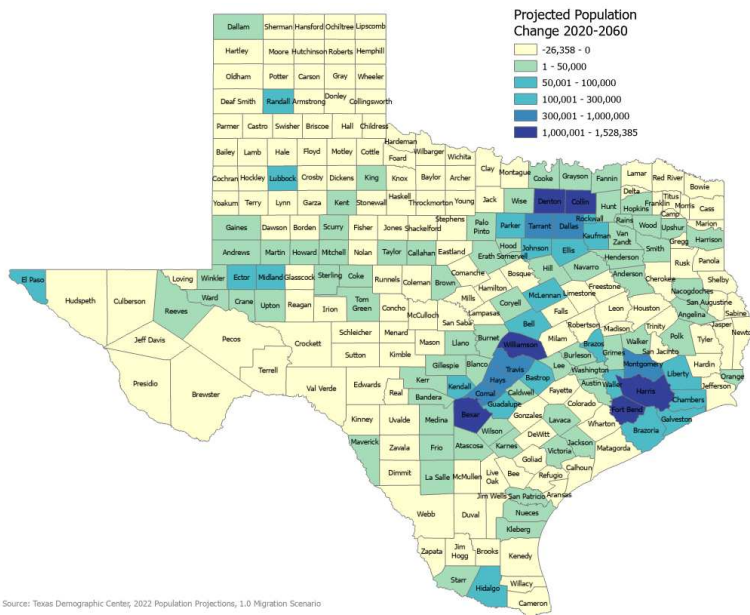 Projected Population
Change 2020-2060
-26,358 - 0
1 - 50,000
50,001 - 100,000
100,001 - 300,000
300,001 - 1,000,000
1,000,001 - 1,528,385
Dallam Sherman Hansford Ochiltree Lipscomb
Hartley Moore Hutchinson Roberts Hemphill
Oldham Potter Carson Gray Wheeler
Deaf Smith Randall Armstrong Donley Collingsworth
Parmer Castro Swisher Briscoe Hall Childress
Hardeman
Bailey Lamb Hale Floyd Motley Cottle Foard Wilbarger Wichita
Clay Montague Cooke Grayson Fannin Lamar Red River Bowie
Cochran Hockley Lubbock Crosby Dickens King Knox Baylor Archer
Delta Titus Morris Cass
Franklin Camp Marion
Yoakum Terry Lynn Garza Kent Stonewall Haskell Throckmorton Young Jack Wise Denton Collin Hunt Hopkins
Rockwall Rains Wood Upshur
Gaines Dawson Borden Scurry Fisher Jones Shackelford Stephens Palo Pinto Parker Tarrant Dallas Kaufman Van Zandt Gregg Harrison
Andrews Martin Howard Mitchell Nolan Taylor Callahan Eastland Erath Hood Somervell Johnson Ellis Henderson Smith Rusk Panola
El Paso Hudspeth Culberson Loving Winkler Ector Midland Glasscock Sterling Coke Runnels Coleman Brown Comanche Bosque Hill Navarro Anderson Cherokee Shelby
Nacogdoches
San Augustine
Reeves Ward Crane Upton Reagan Irion Tom Green Concho McCulloch Mills Hamilton Coryell McLennan Limestone Freestone Leon Houston Angelina Sabine
San Saba Lampasas Bell Falls Robertson Madison Trinity Polk Tyler Jasper Newto
Jeff Davis Pecos Crockett Schleicher Menard Mason Llano Burnet Williamson Milam Brazos Grimes Walker San Jacinto Hardin
Presidio Brewster Terrell Sutton Kimble Gillespie Blanco Travis Lee Burleson Washington Montgomery Liberty Orange
Val Verde Edwards Real Kerr Kendall Hays Bastrop Austin Waller Harris Chambers Jefferson
Bandera Comal Caldwell Fayette Colorado Fort Bend Galveston
Kinney Uvalde Medina Bexar Guadalupe Gonzales Lavaca Wharton Brazoria
Maverick Zavala Frio Atascosa Wilson Karnes DeWitt Jackson Matagorda
Victoria
Dimmit La Salle McMullen Live Oak Bee Goliad Refugio Calhoun
Aransas
Webb Duval Jim Wells San Patricio
Nueces
Kleberg
Zapata Jim Hogg Brooks Kenedy
Starr Hidalgo Willacy
Cameron
Source: Texas Demographic Center, 2022 Population Projections, 1.0 Migration Scenario